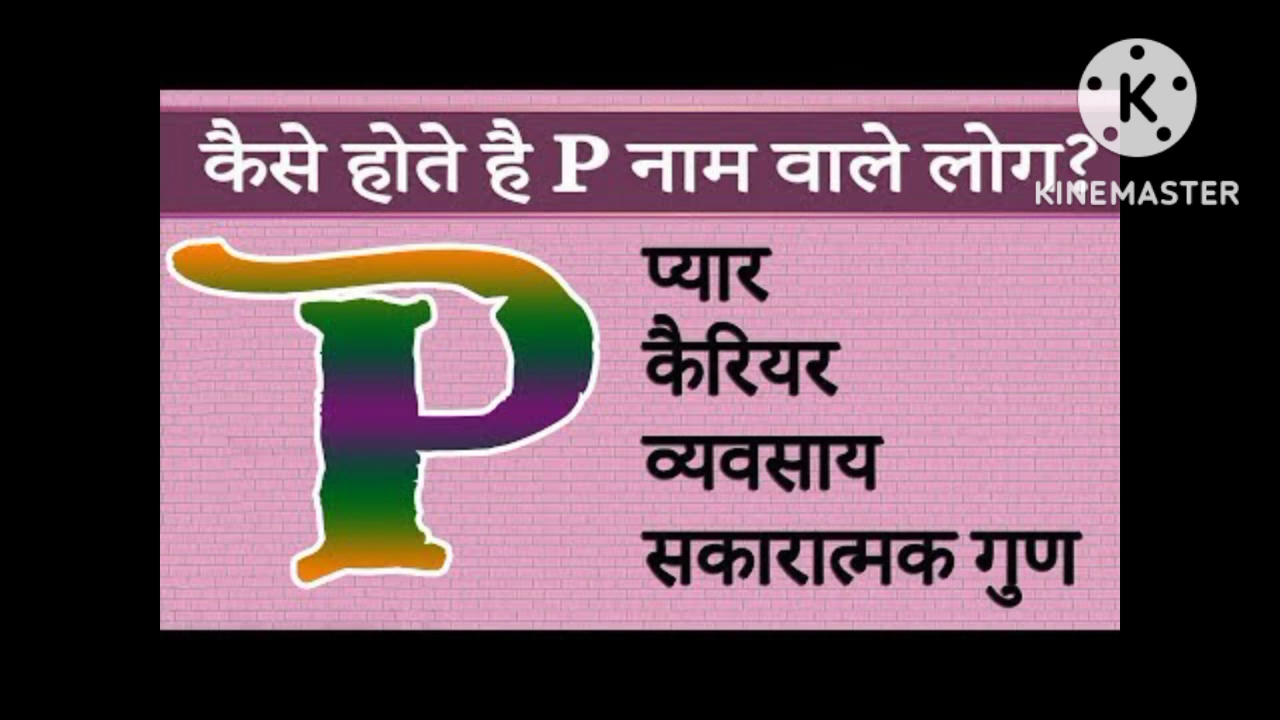 कैसे होते है P नाम वाले लोग?
K
KINEMASTER
P
प्यार
कैरियर
व्यवसाय
सकारात्मक गुण